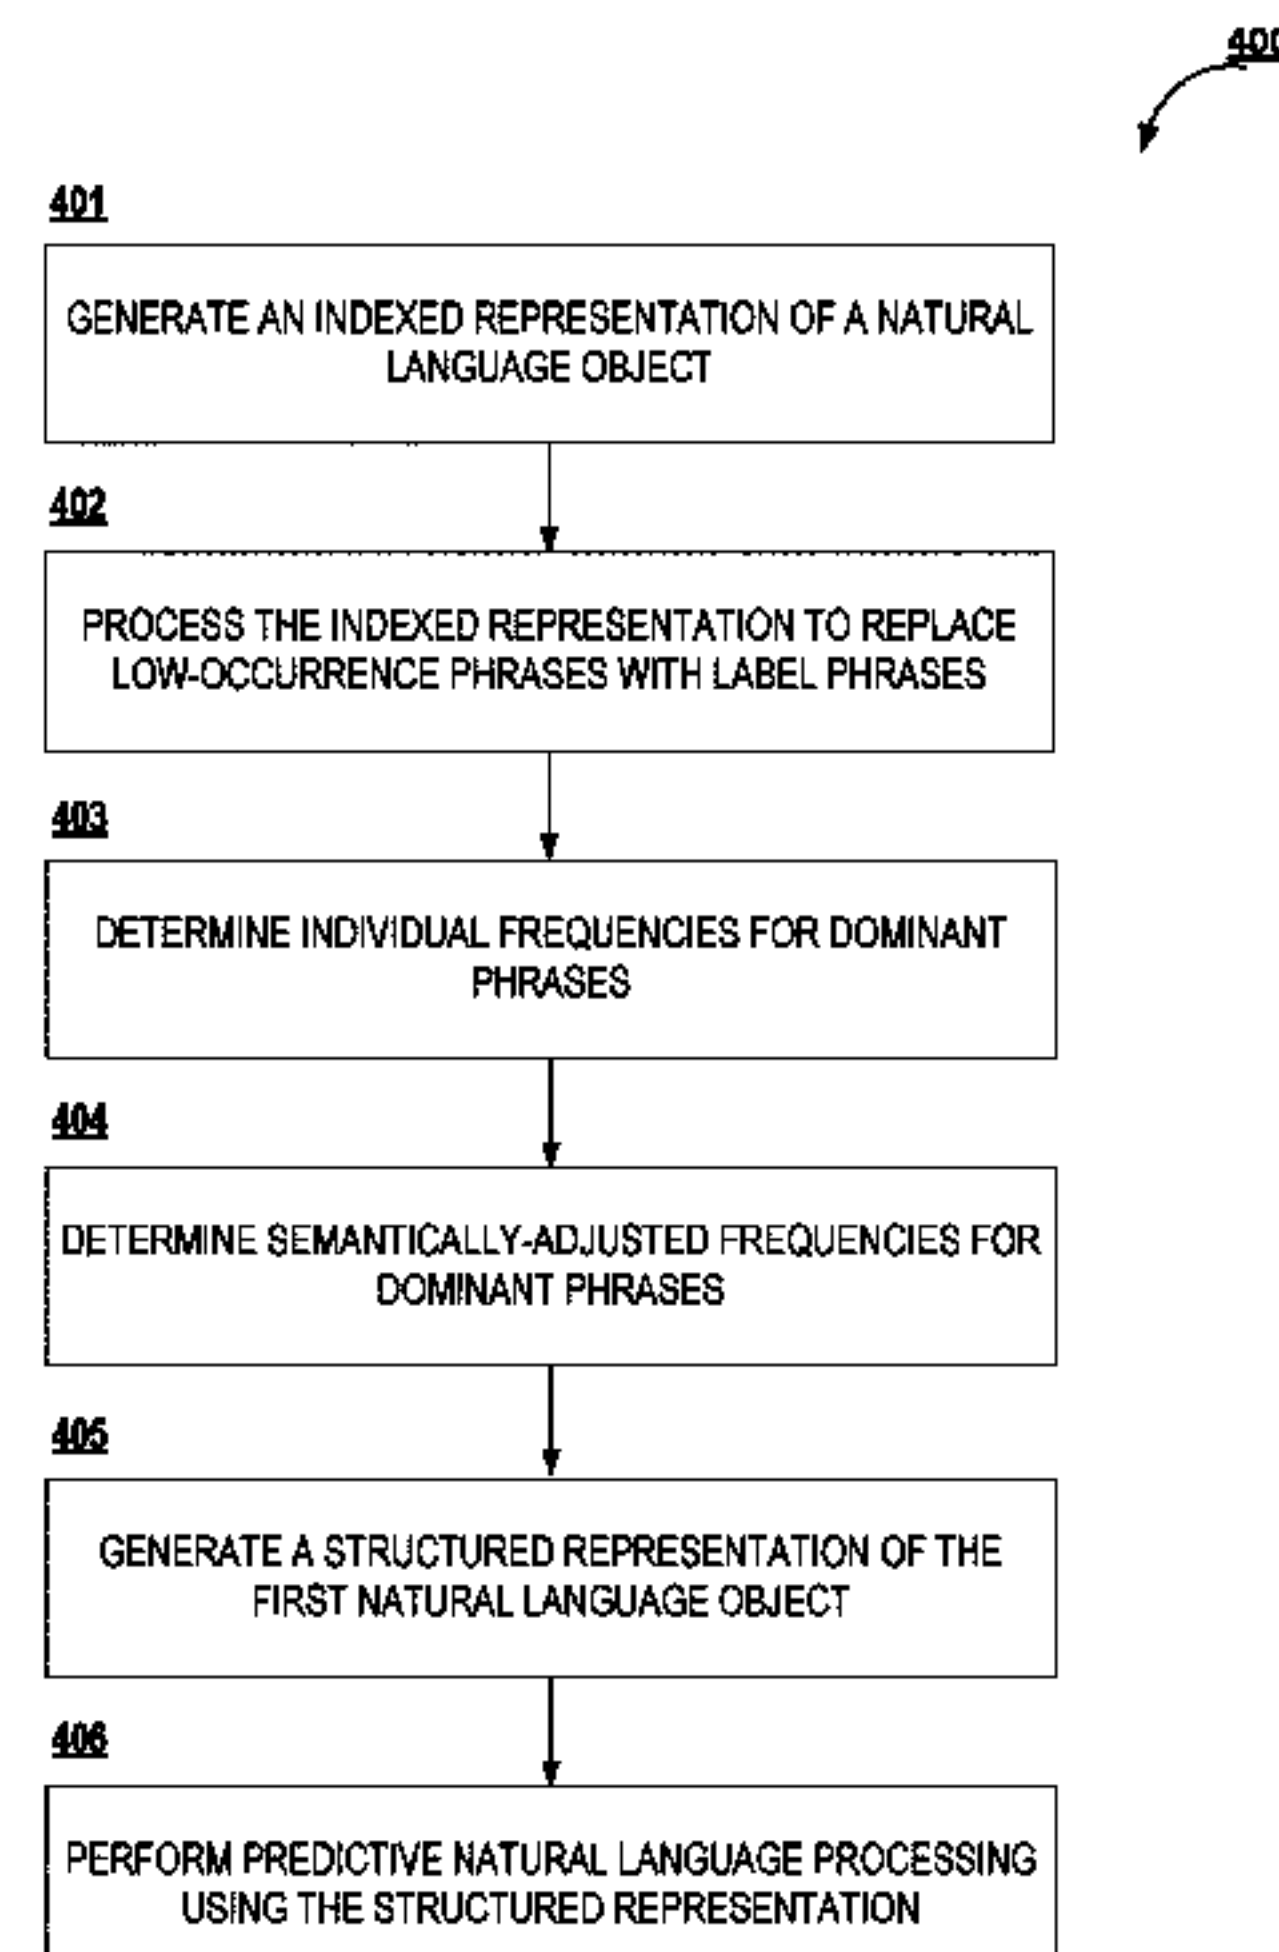 400
401
GENERATE AN INDEXED REPRESENTATION OF A NATURAL
LANGUAGE OBJECT
402
PROCESS THE INDEXED REPRESENTATION TO REPLACE
LOW-OCCURRENCE PHRASES WITH LABEL PHRASES
403
DETERMINE INDIVIDUAL FREQUENCIES FOR DOMINANT
PHRASES
404
DETERMINE SEMANTICALLY-ADJUSTED FREQUENCIES FOR
DOMINANT PHRASES
405
GENERATE A STRUCTURED REPRESENTATION OF THE
FIRST NATURAL LANGUAGE OBJECT
406
PERFORM PREDICTIVE NATURAL LANGUAGE PROCESSING
USING THE STRUCTURED REPRESENTATION